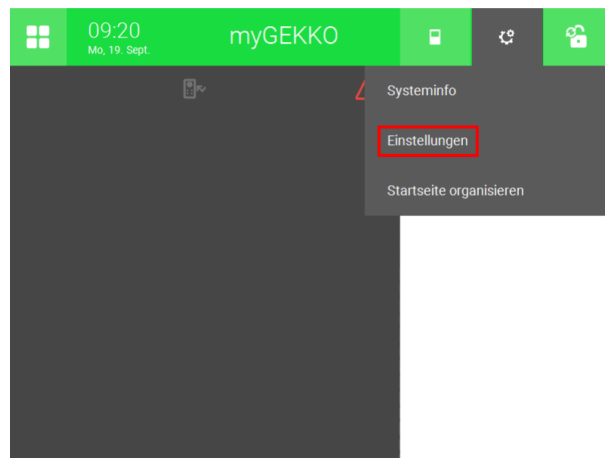 09:20
Mo, 19. Sept.
myGEKKO
Systeminfo
Einstellungen
Startseite organisieren